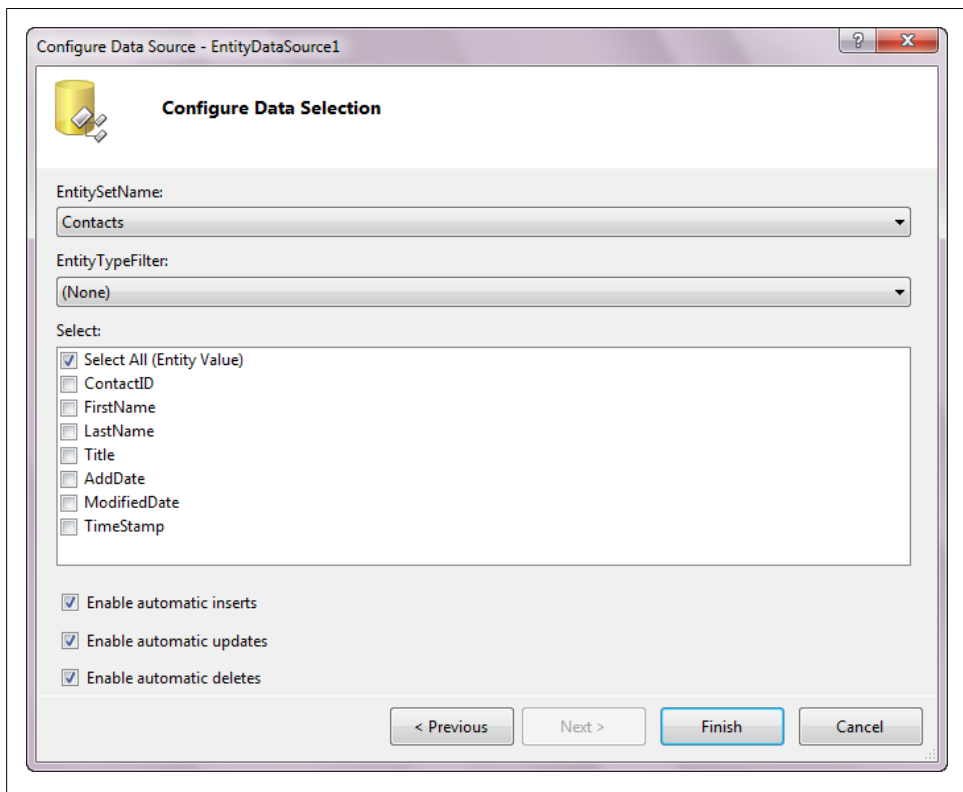 Configure Data Source - EntityDataSource1
Configure Data Selection
EntitySetName:
Contacts
EntityTypeFilter:
(None)
Select:
Select All (Entity Value)
ContactID
FirstName
LastName
Title
AddDate
ModifiedDate
TimeStamp
Enable automatic inserts
Enable automatic updates
Enable automatic deletes
< Previous
Next >
Finish
Cancel